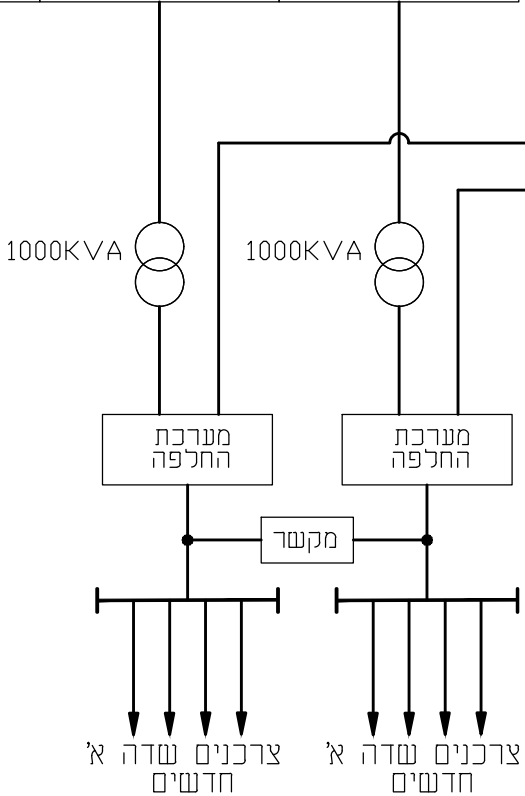 1000KVA
1000KVA
מערכת
החלפה
מערכת
החלפה
מקשר
צרכנים שדה א'
חדשים
צרכנים שדה א'
חדשים